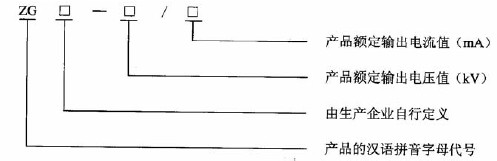 ZG □ — □ / □
产品额定输出电流值（mA）
产品额定输出电压值（kV）
由生产企业自行定义
产品的汉语拼音字母代号